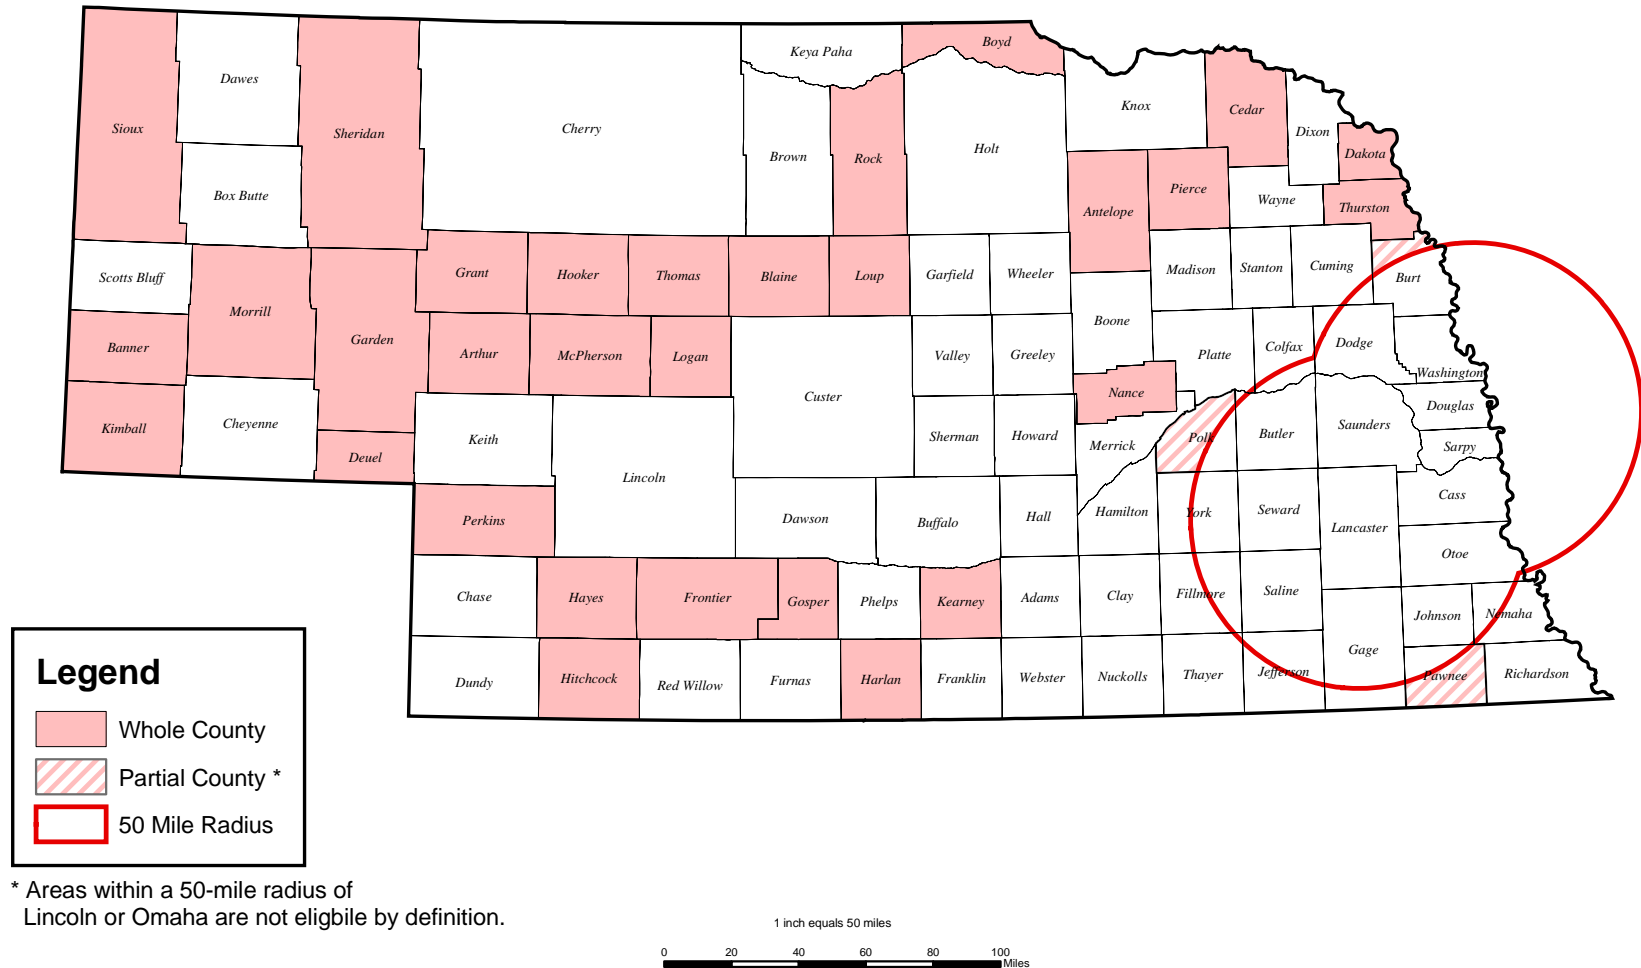 Keya Paha
Boyd
Dawes
Sioux
Sheridan
Cherry
Knox
Cedar
Dixon
Brown
Rock
Holt
Dakota
Box Butte
Pierce
Wayne
Antelope
Thurston
Scotts Bluff
Grant
Hooker
Thomas
Blaine
Loup
Garfield
Wheeler
Madison
Stanton
Cuming
Burt
Morrill
Boone
Banner
Garden
Arthur
McPherson
Logan
Valley
Greeley
Platte
Colfax
Dodge
Washington
Custer
Nance
Douglas
Kimball
Cheyenne
Keith
Sherman
Howard
Merrick
Polk
Butler
Saunders
Sarpy
Deuel
Lincoln
Cass
Perkins
Dawson
Buffalo
Hall
Hamilton
York
Seward
Lancaster
Otoe
Chase
Hayes
Frontier
Gosper
Phelps
Kearney
Adams
Clay
Fillmore
Saline
Johnson
Nemaha
Dundy
Hitchcock
Red Willow
Furnas
Harlan
Franklin
Webster
Nuckolls
Thayer
Jefferson
Gage
Pawnee
Richardson
Legend
Whole County
Partial County *
50 Mile Radius
* Areas within a 50-mile radius of
Lincoln or Omaha are not eligbile by definition.
1 inch equals 50 miles
0 20 40 60 80 100
Miles